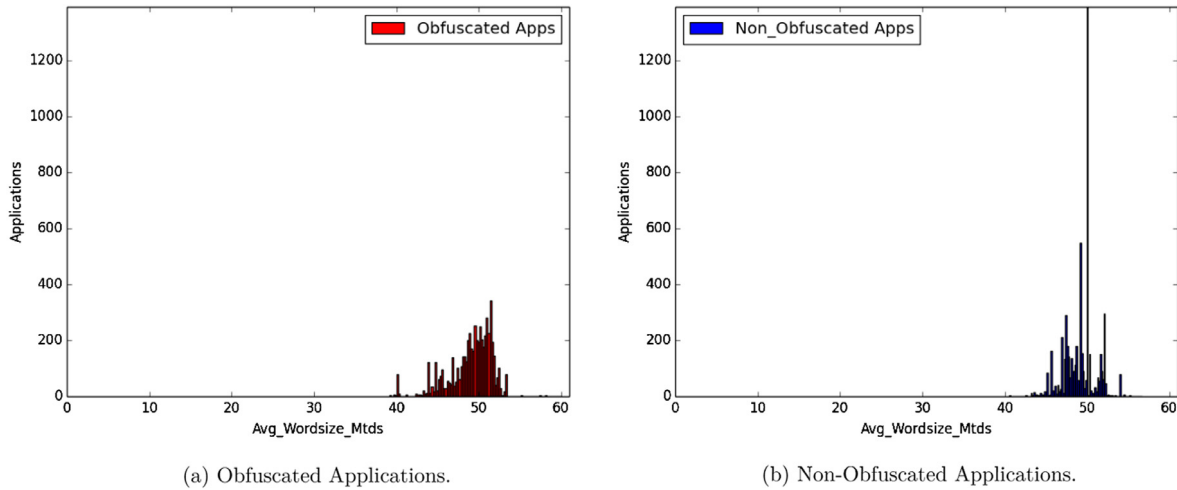 Obfuscated Apps
1200
1000
800
600
400
200
0
Applications
0 10 20 30 40 50 60
Avg_Wordsize_Mtds
(a) Obfuscated Applications.
Non_Obfuscated Apps
1200
1000
800
600
400
200
0
Applications
0 10 20 30 40 50 60
Avg_Wordsize_Mtds
(b) Non-Obfuscated Applications.